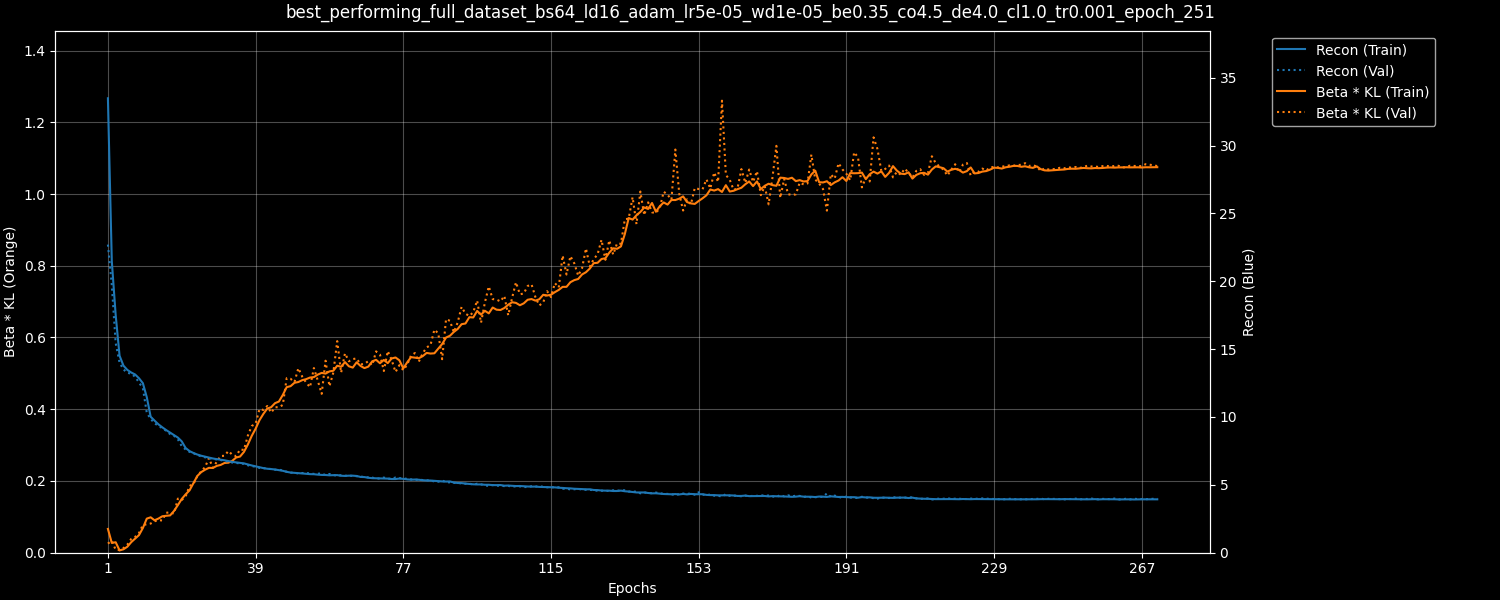 best_performing_full_dataset_bs64_ld16_adam_lr5e-05_wd1e-05_be0.35_co4.5_de4.0_cl1.0_tr0.001_epoch_251
Beta * KL (Orange)
1.4
1.2
1.0
0.8
0.6
0.4
0.2
0.0
1 39 77 115 153 191 229 267
Epochs
35
30
25
20
15
10
5
0
Recon (Blue)
Recon (Train)
Recon (Val)
Beta * KL (Train)
Beta * KL (Val)